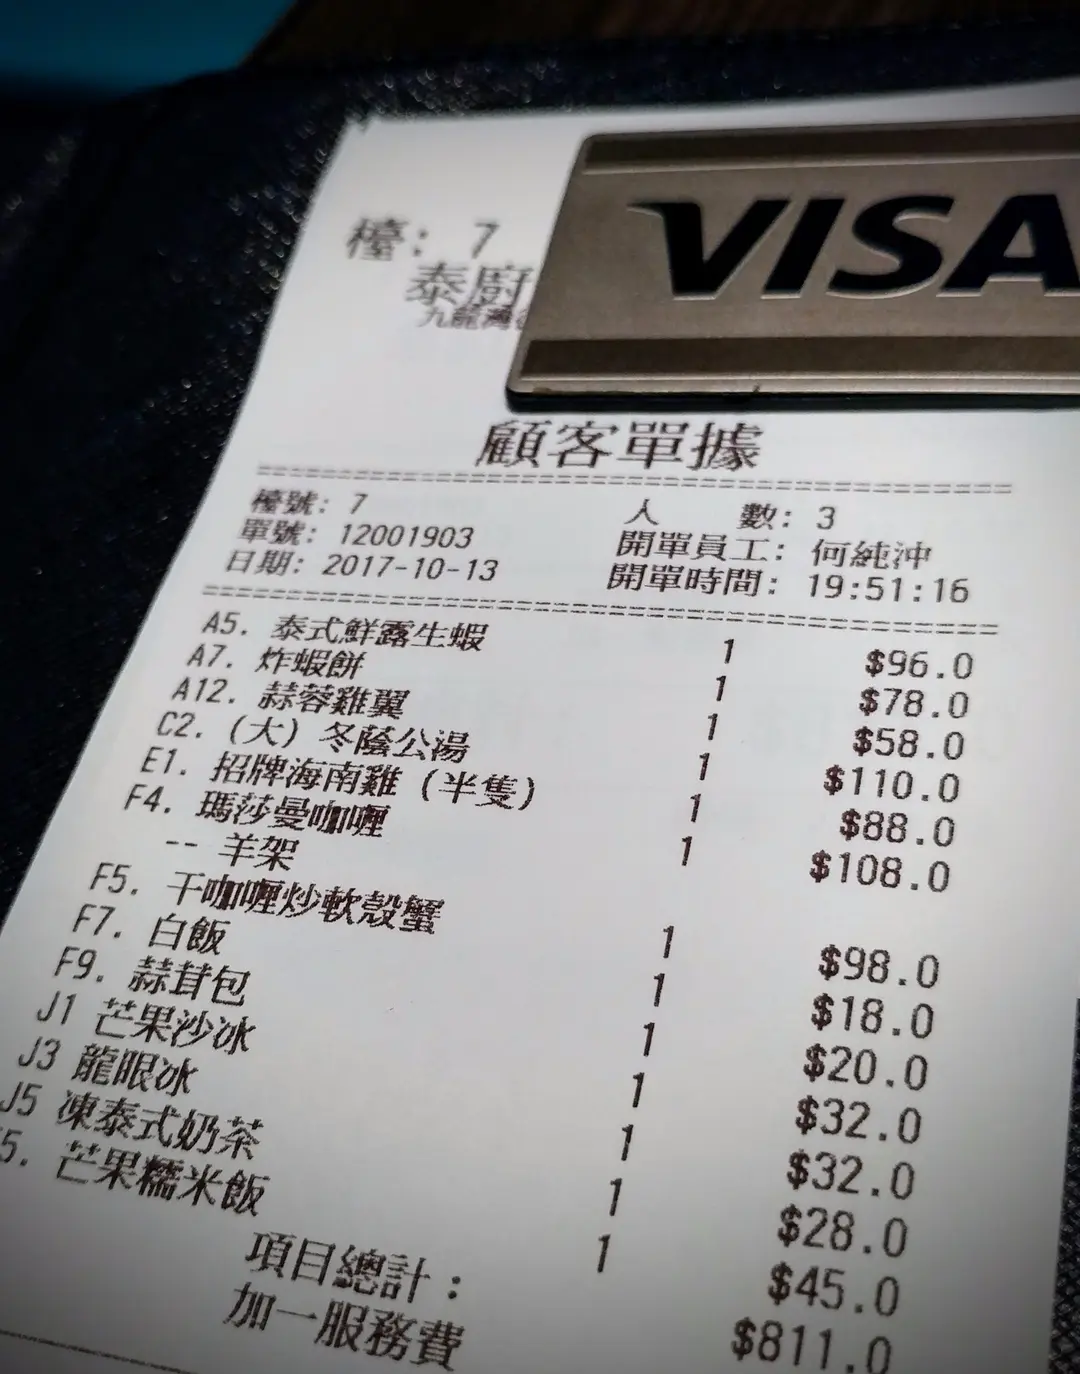 VISA
檯: 7
泰廚
九龍灣
顧客單據
檯號: 7 人 數: 3
單號: 12001903 開單員工: 何純沖
日期: 2017-10-13 開單時間: 19:51:16
A5. 泰式鮮露生蝦 1 $96.0
A7. 炸蝦餅 1 $78.0
A12. 蒜蓉雞翼 1 $58.0
C2. (大) 冬蔭公湯 1 $110.0
E1. 招牌海南雞 (半隻) 1 $88.0
F4. 瑪莎曼咖喱 1 $108.0
-- 羊架
F5. 干咖喱炒軟殼蟹 1 $98.0
F7. 白飯 1 $18.0
F9. 蒜茸包 1 $20.0
J1 芒果沙冰 1 $32.0
J3 龍眼冰 1 $32.0
J5 凍泰式奶茶 1 $28.0
5. 芒果糯米飯 1 $45.0
項目總計: $811.0
加一服務費